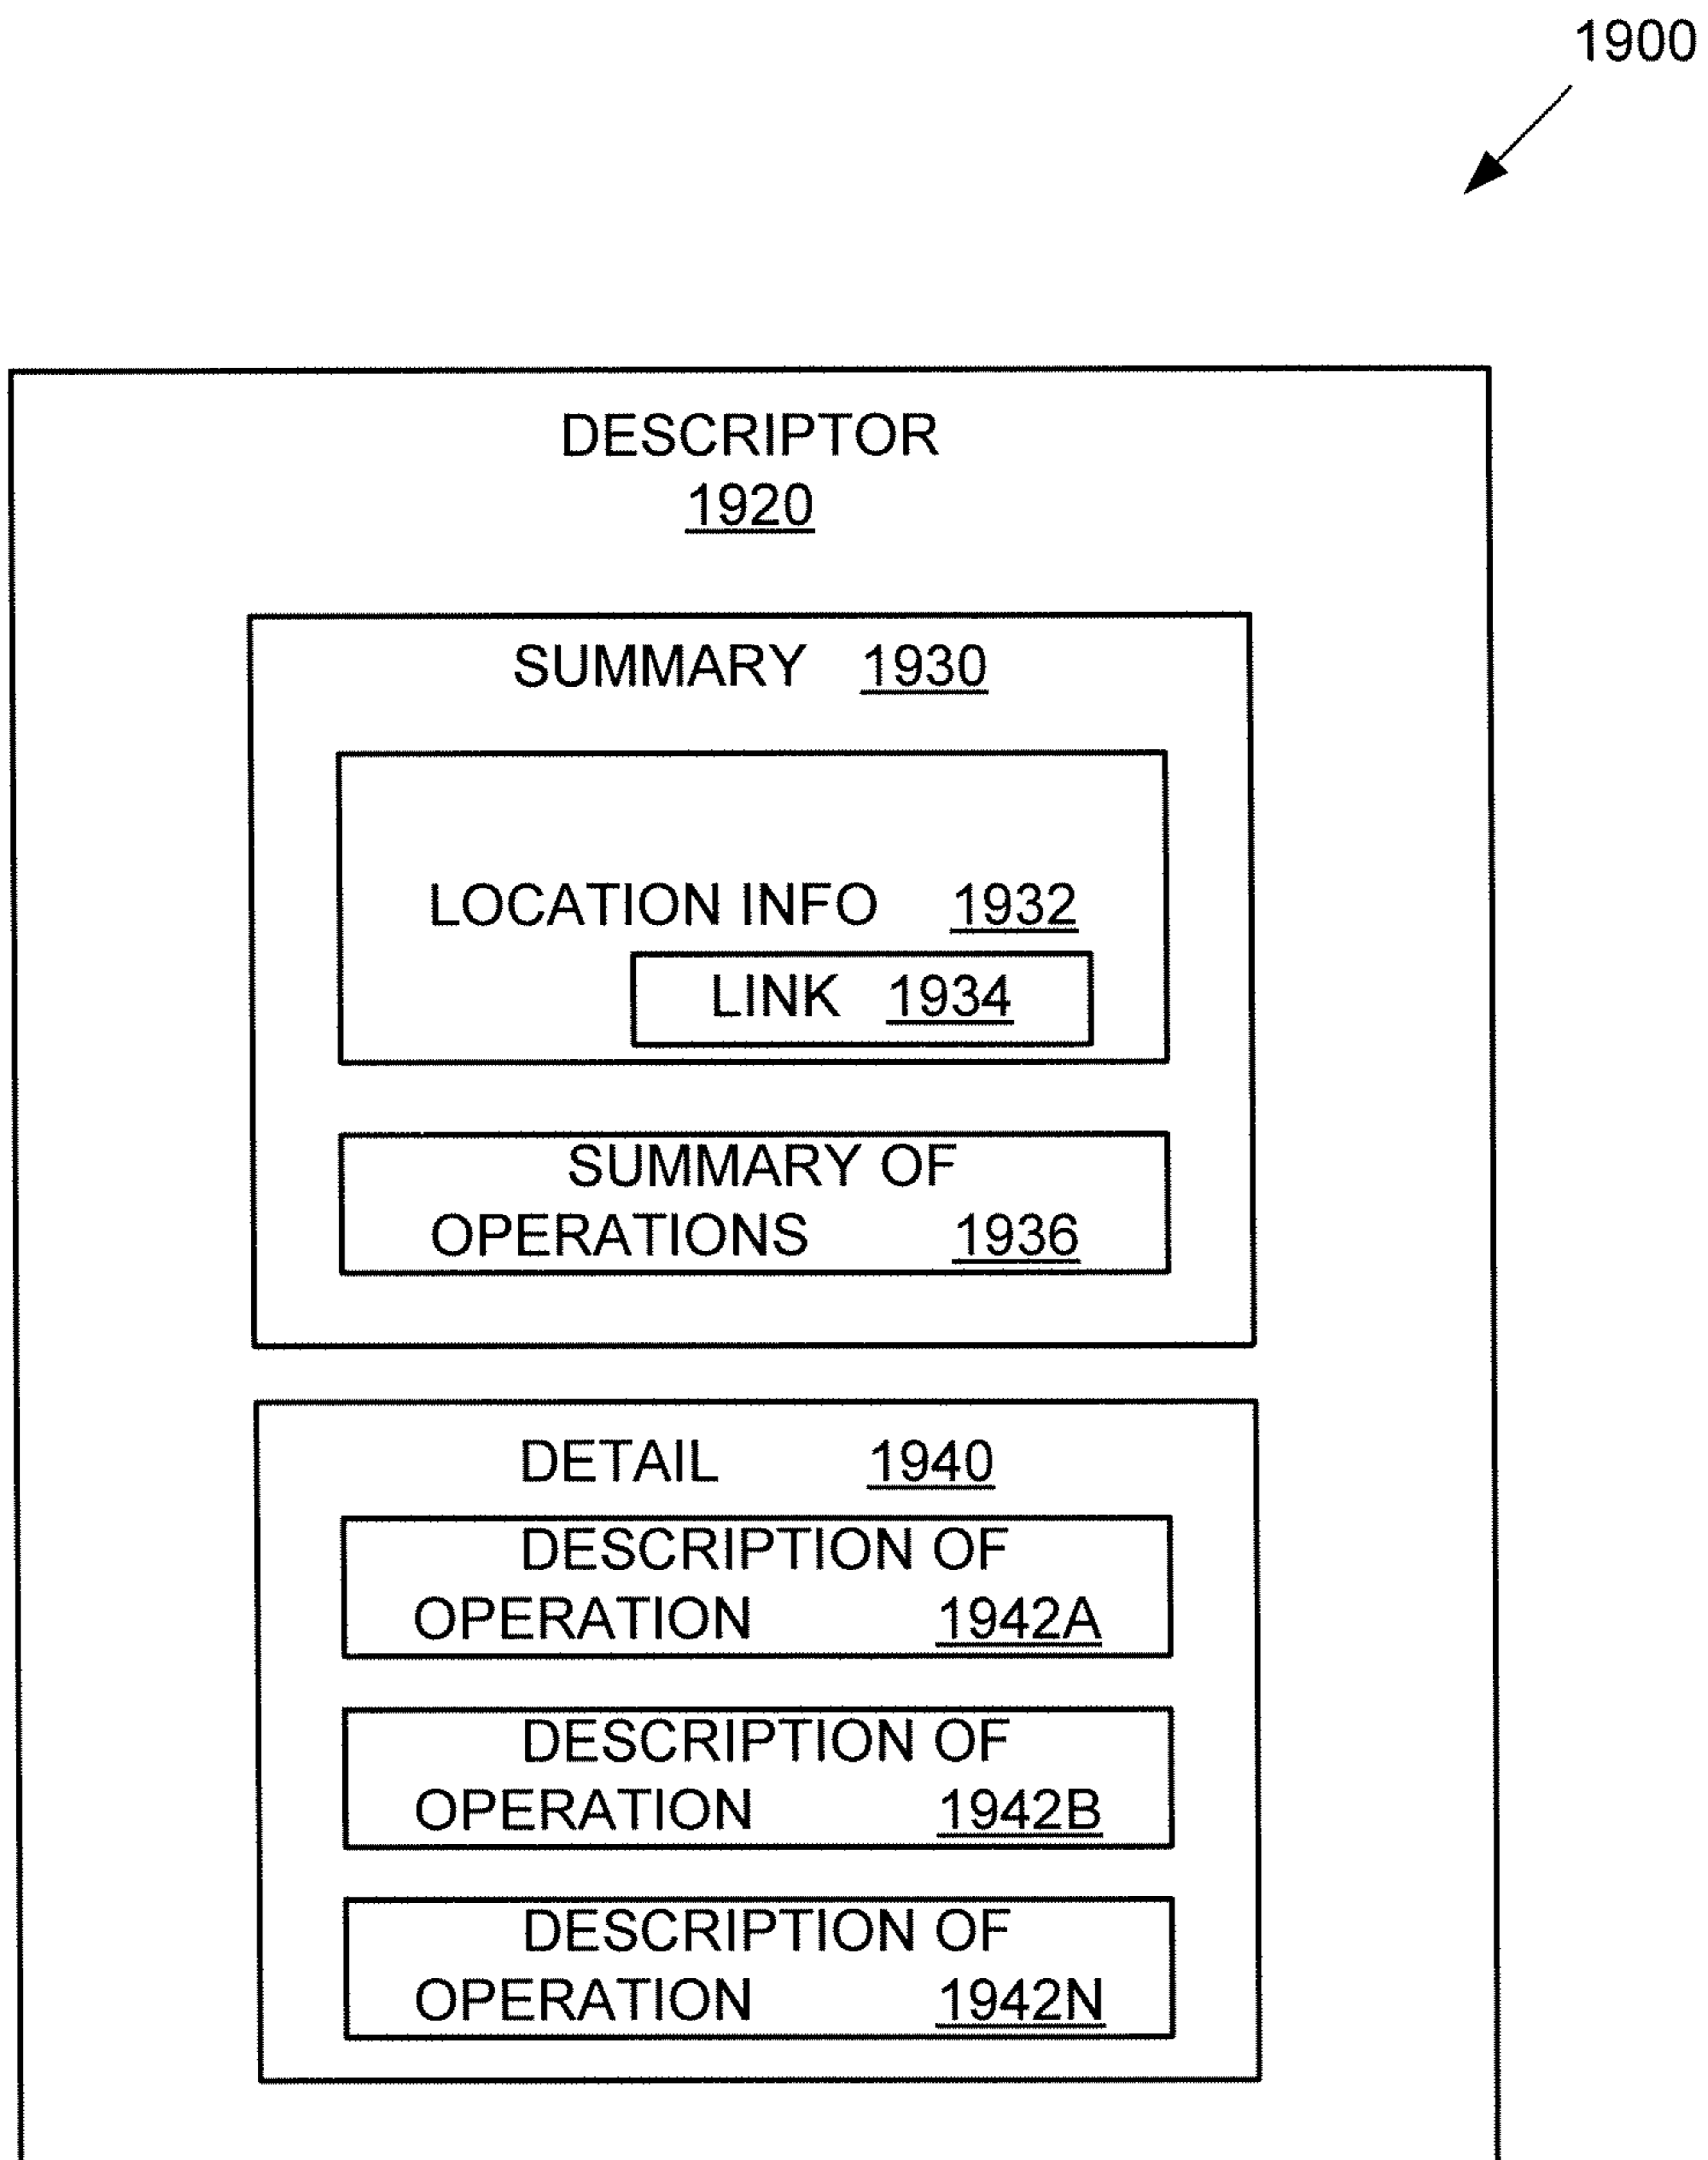 1900
DESCRIPTOR
1920
SUMMARY 1930
LOCATION INFO 1932
LINK 1934
SUMMARY OF
OPERATIONS 1936
DETAIL 1940
DESCRIPTION OF
OPERATION 1942A
DESCRIPTION OF
OPERATION 1942B
DESCRIPTION OF
OPERATION 1942N